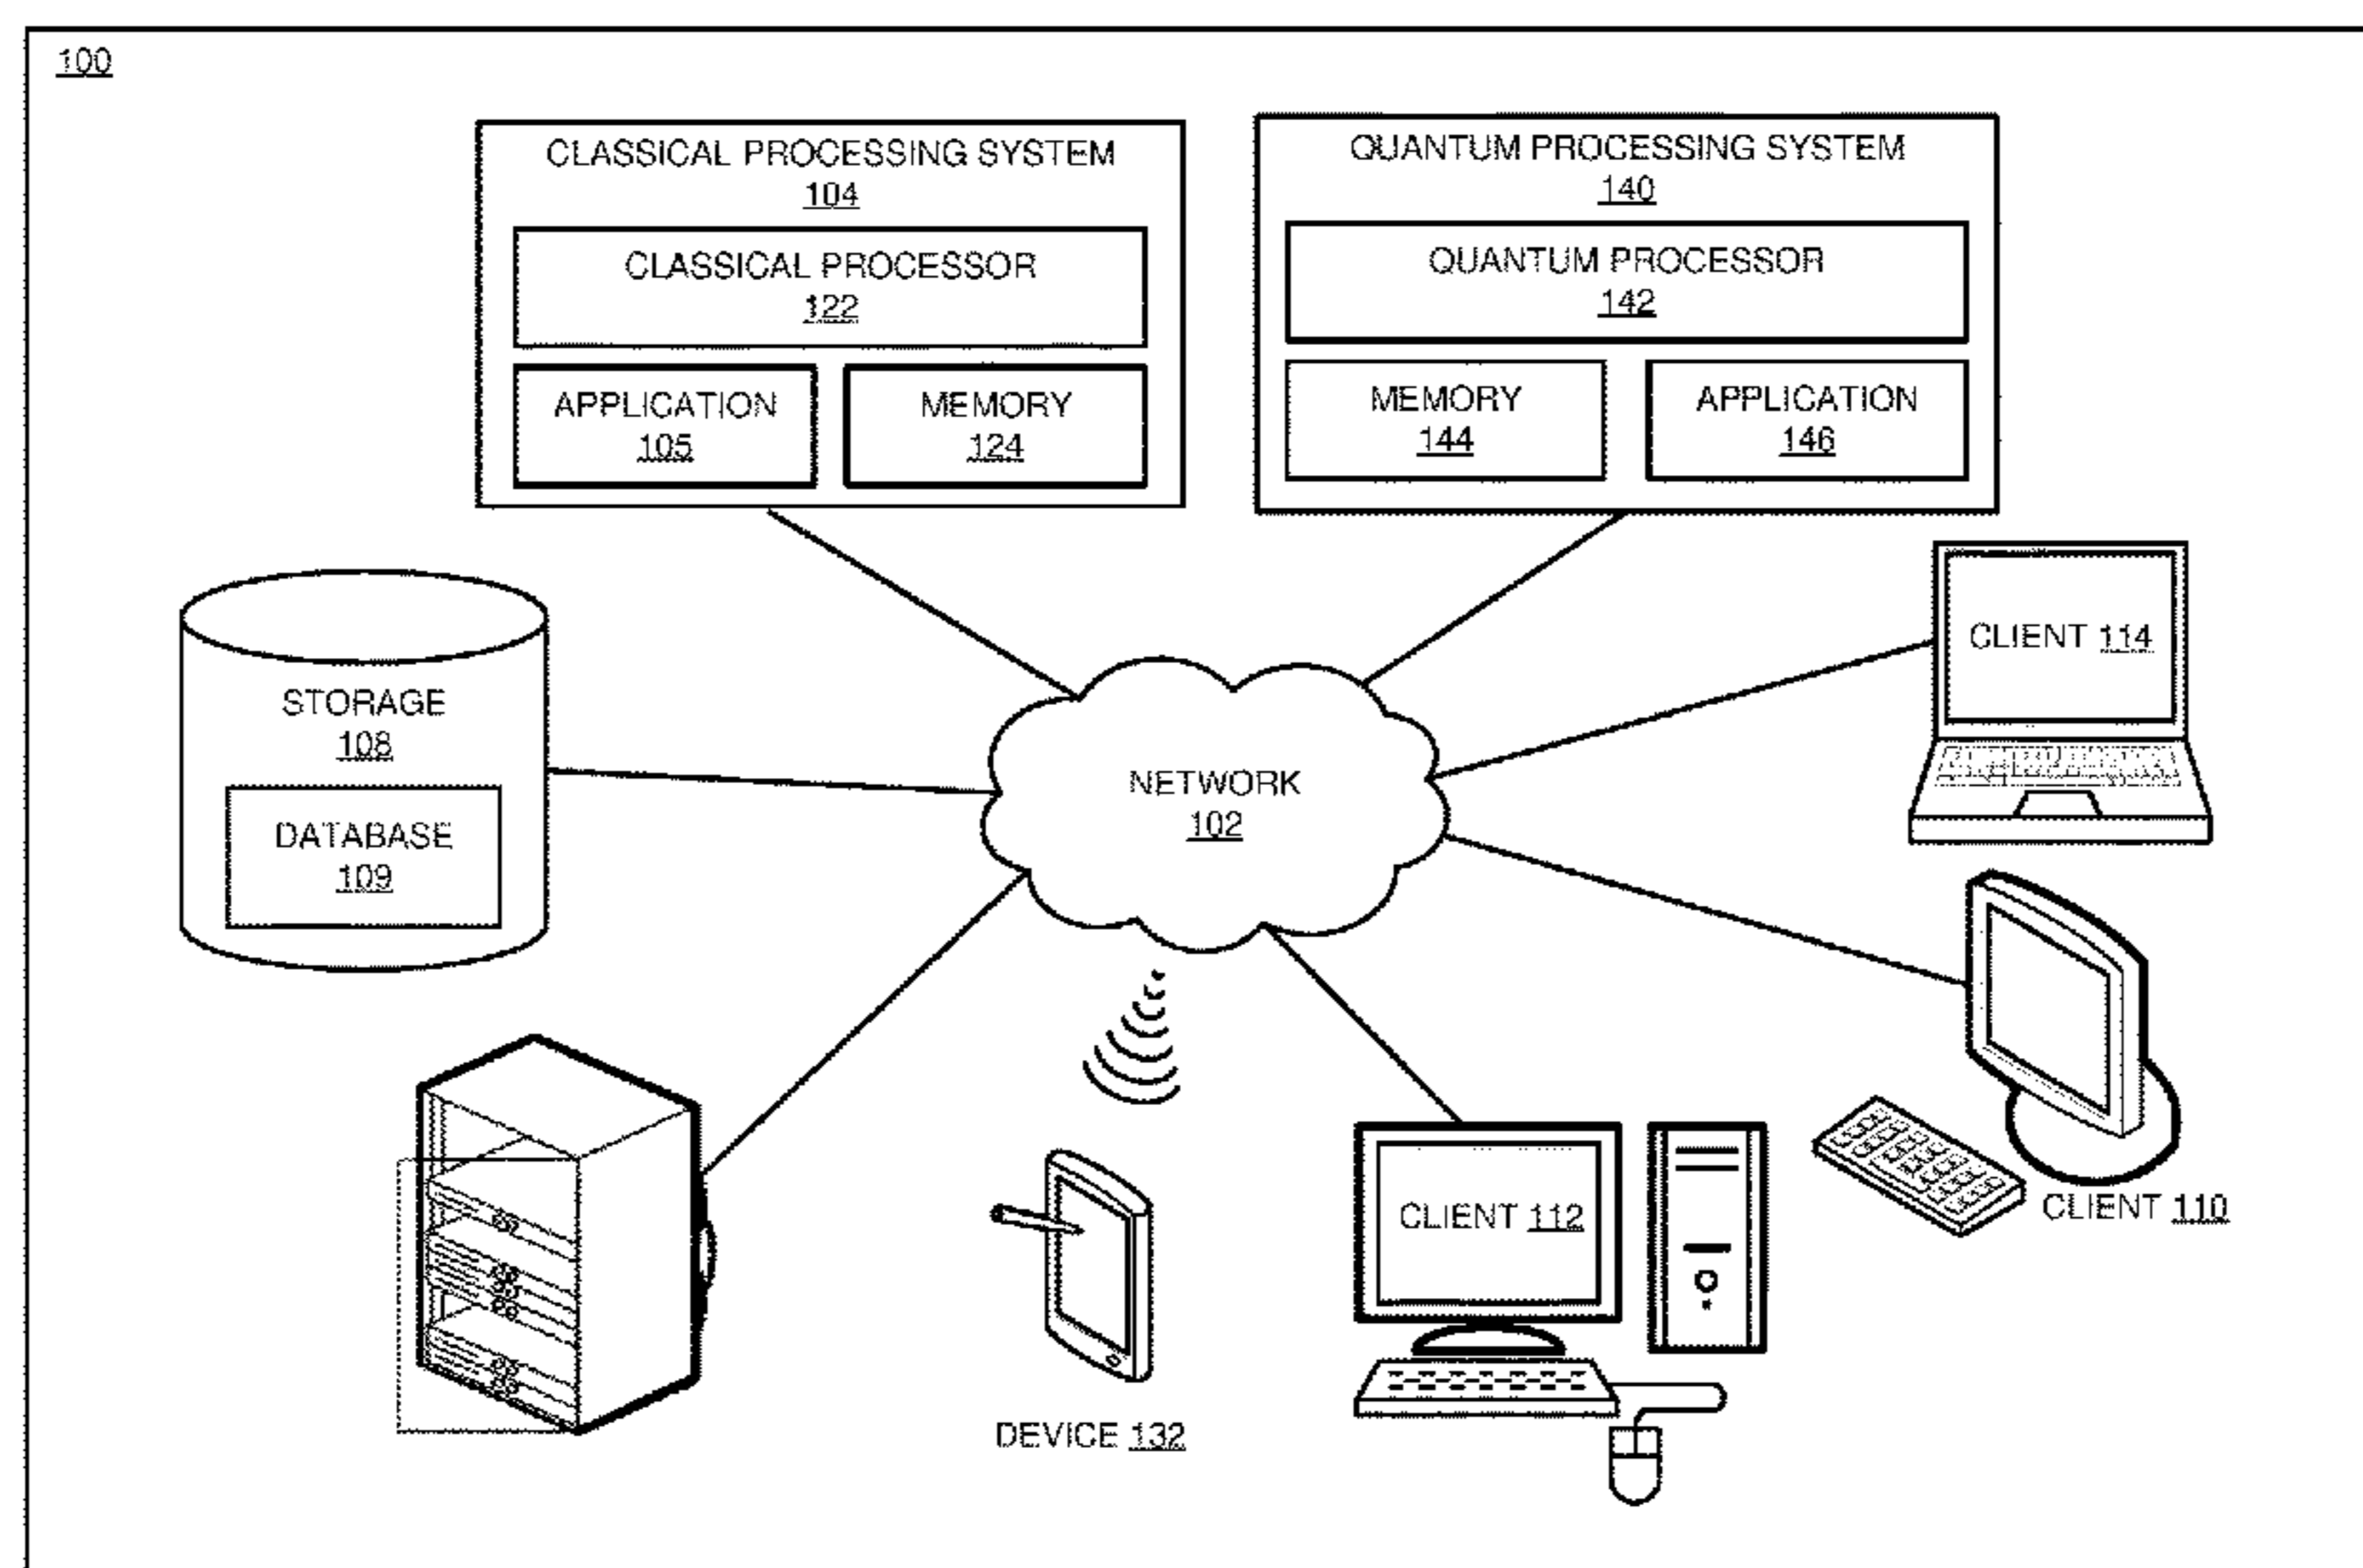 100
CLASSICAL PROCESSING SYSTEM
104
CLASSICAL PROCESSOR
122
APPLICATION
105
MEMORY
124
QUANTUM PROCESSING SYSTEM
140
QUANTUM PROCESSOR
142
MEMORY
144
APPLICATION
146
CLIENT 114
STORAGE
108
DATABASE
109
NETWORK
102
CLIENT 110
CLIENT 112
DEVICE 132